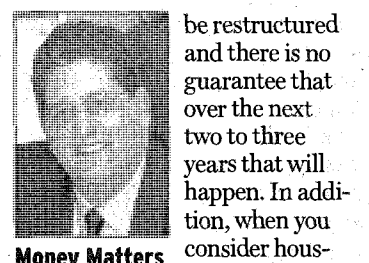 be restructured
and there is no
guarantee that
over the next
two to three
years that will
happen. In addi-
tion, when you
consider hous-
Money Matters